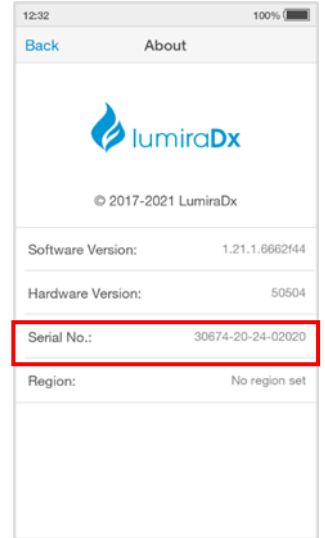 12:32 100%
Back About
lumiraDx
© 2017-2021 LumiraDx
Software Version: 1.21.1.6662f44
Hardware Version: 50504
Serial No.: 30674-20-24-02020
Region: No region set